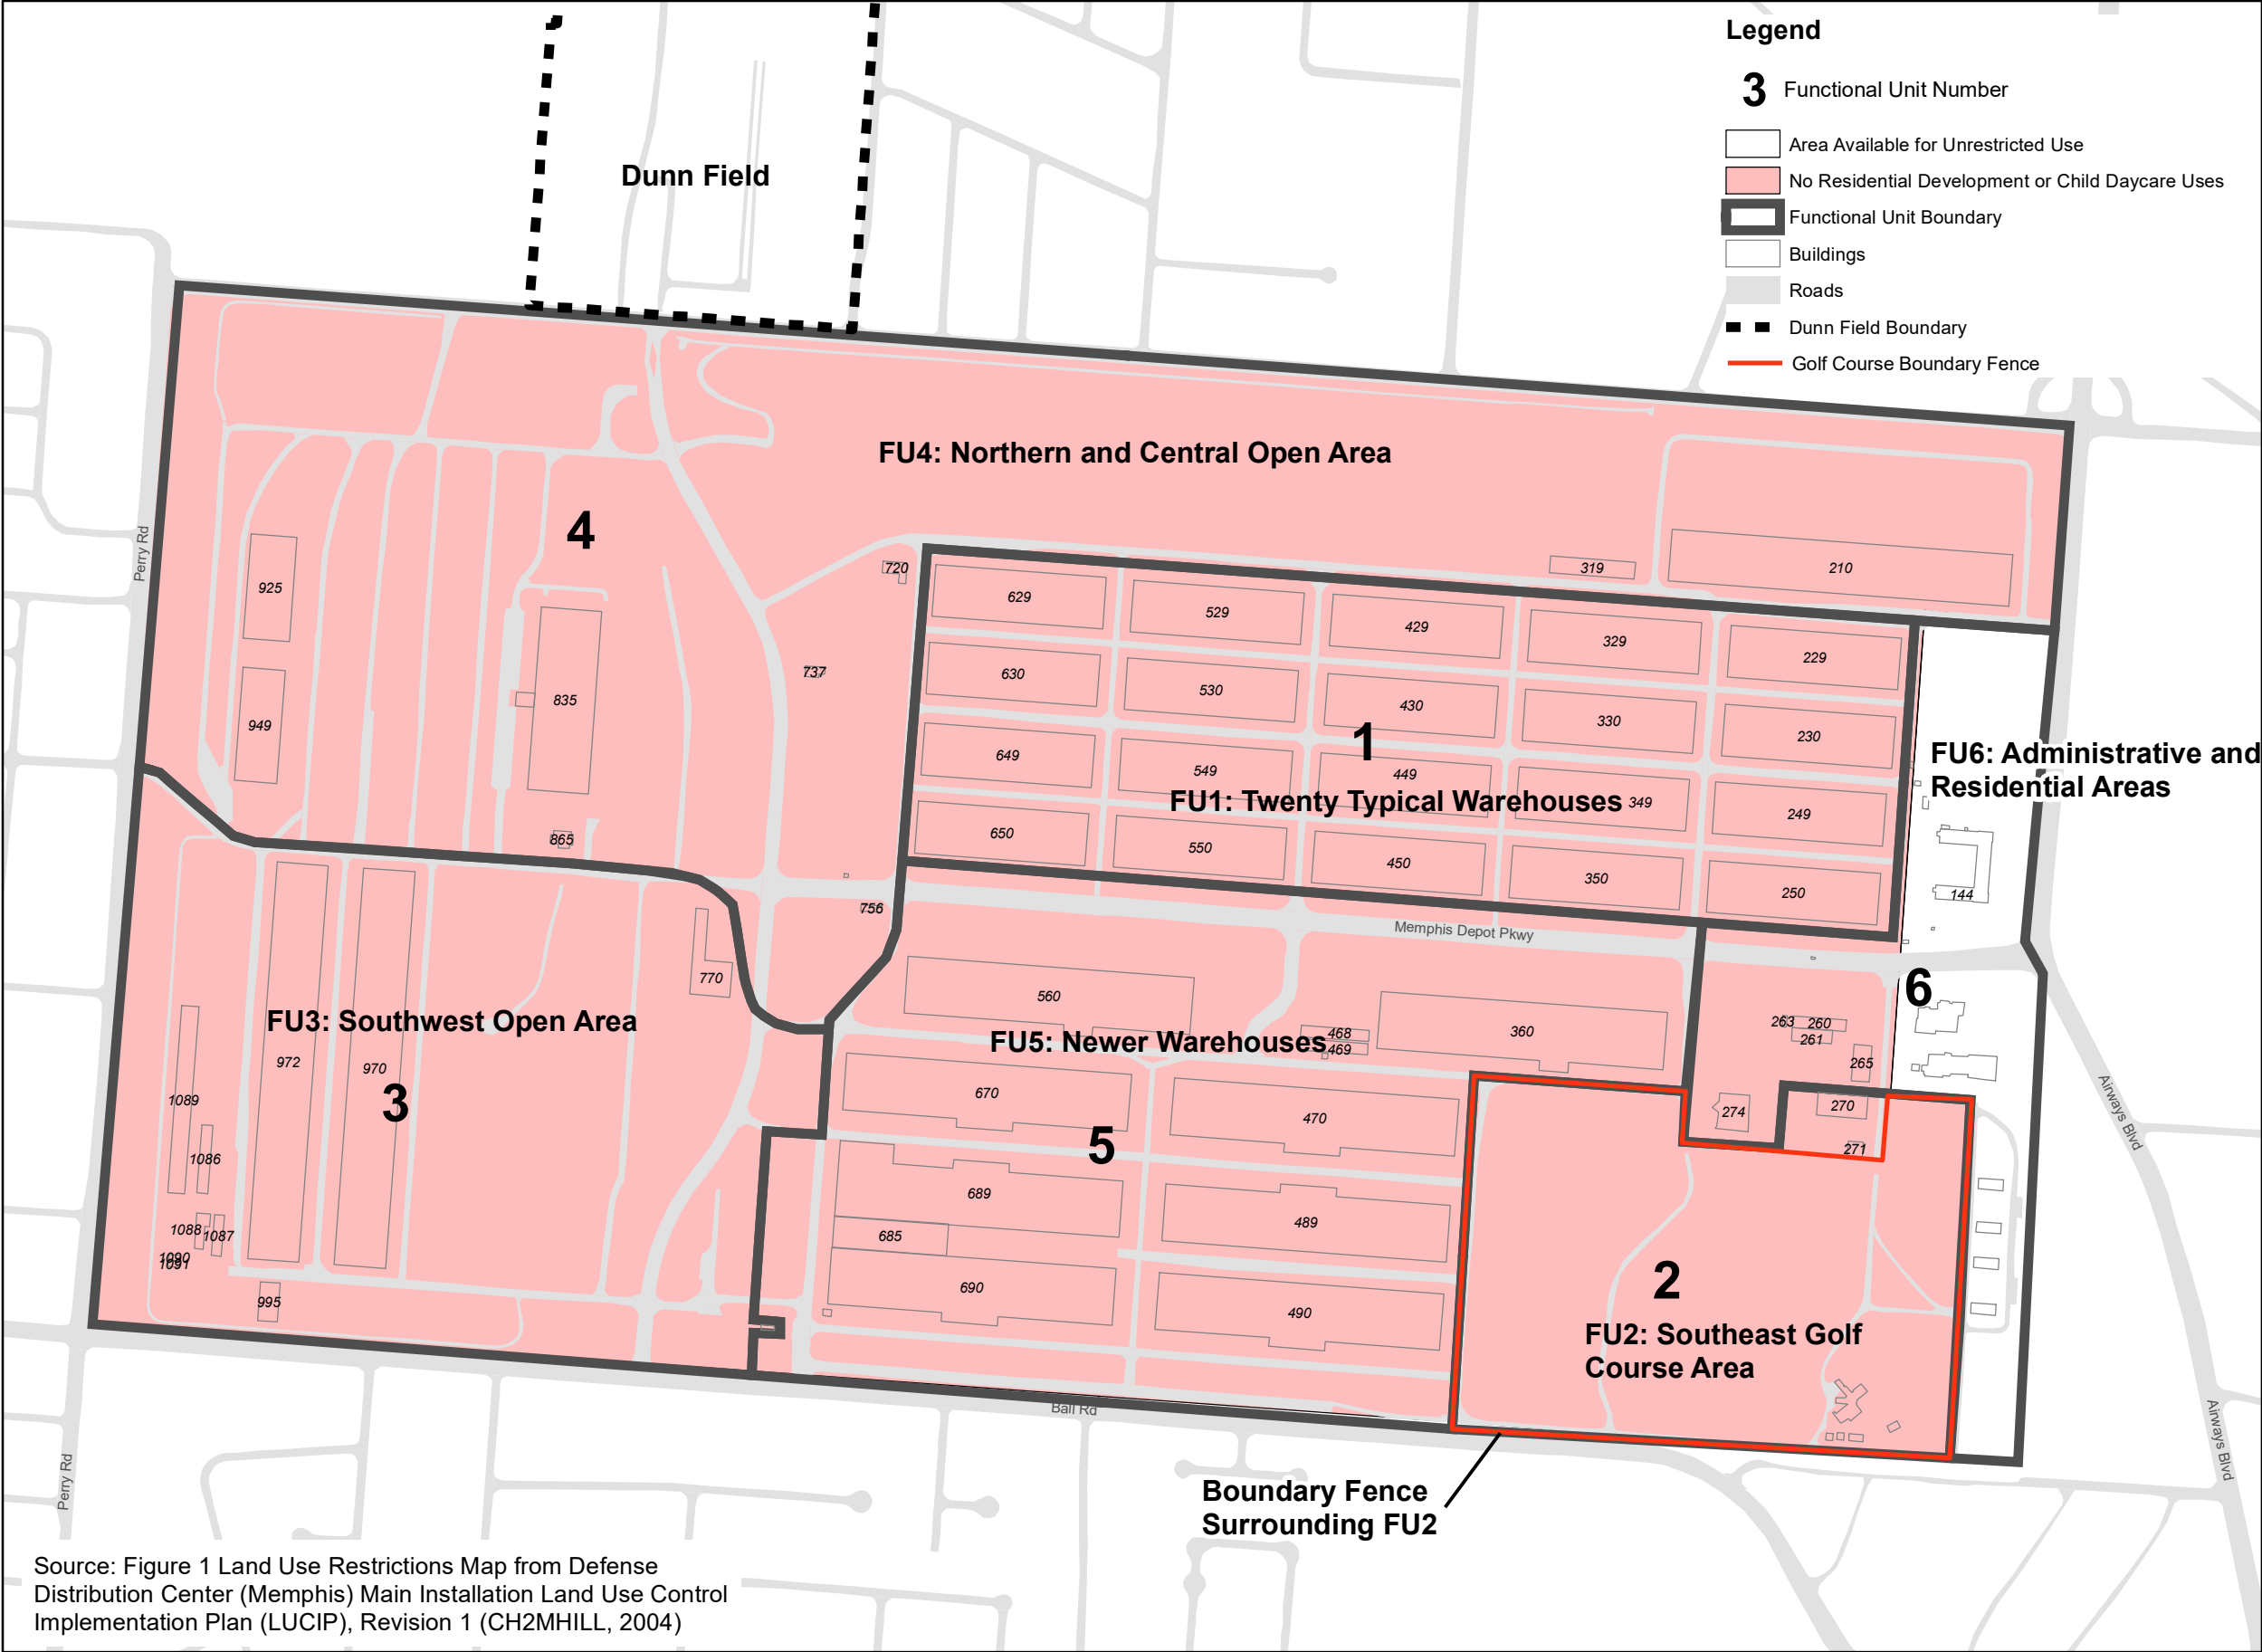 Legend
3 Functional Unit Number
Area Available for Unrestricted Use
No Residential Development or Child Daycare Uses
Functional Unit Boundary
Buildings
Roads
Dunn Field Boundary
Golf Course Boundary Fence
Dunn Field
FU4: Northern and Central Open Area
4
Perry Rd
925
949
835
865
720
737
756
319
210
629
529
429
329
229
630
530
430
330
230
1
649
549
449
349
249
FU1: Twenty Typical Warehouses
650
550
450
350
250
FU6: Administrative and
Residential Areas
144
6
Memphis Depot Pkwy
770
FU3: Southwest Open Area
972
970
3
1089
1086
1088
1087
1090
1091
995
560
FU5: Newer Warehouses
468
469
360
670
470
5
689
489
685
690
490
263
260
261
265
274
270
271
2
FU2: Southeast Golf
Course Area
Airways Blvd
Airways Blvd
Ball Rd
Perry Rd
Boundary Fence
Surrounding FU2
Source: Figure 1 Land Use Restrictions Map from Defense
Distribution Center (Memphis) Main Installation Land Use Control
Implementation Plan (LUCIP), Revision 1 (CH2MHILL, 2004)